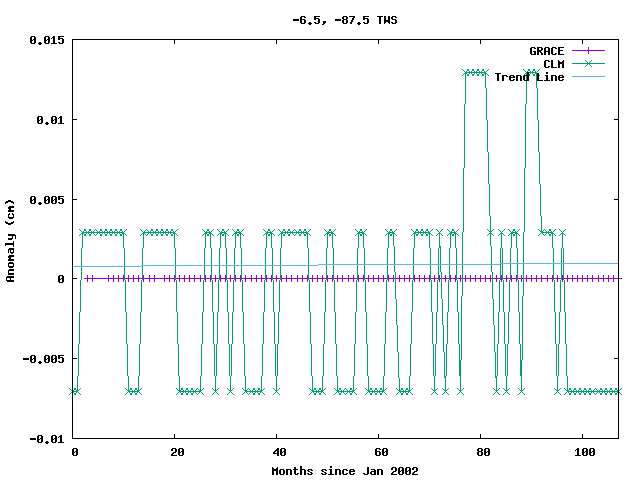 -6.5, -87.5 TWS
0.015
GRACE
CLM
Trend Line
0.01
0.005
0
-0.005
-0.01
Anomaly (cm)
0 20 40 60 80 100
Months since Jan 2002